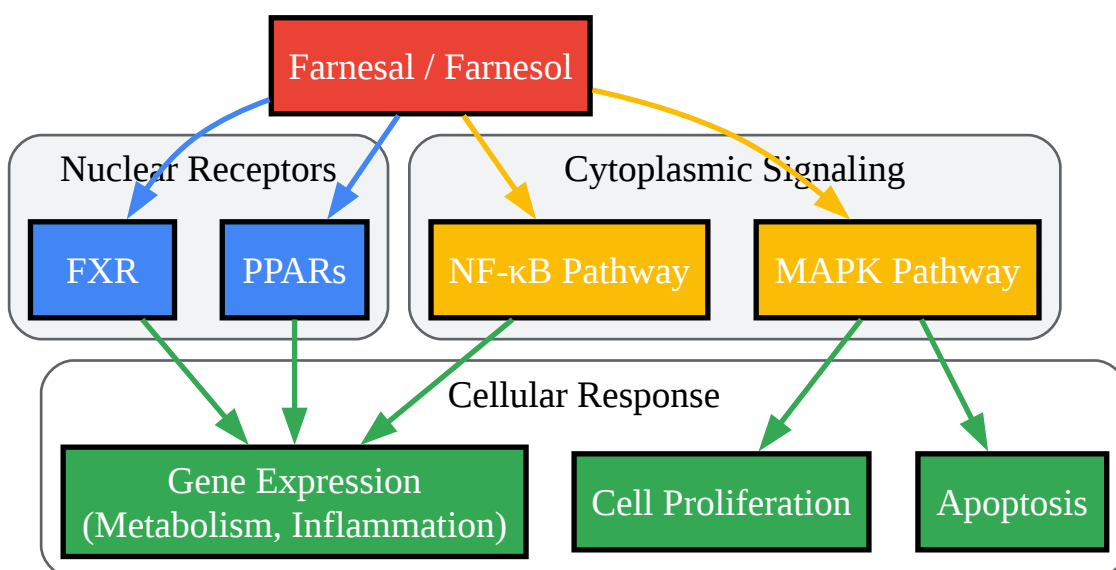 Farnesal / Farnesol
Nuclear Receptors
Cytoplasmic Signaling
FXR
PPARs
NF-κB Pathway
MAPK Pathway
Cellular Response
Gene Expression
(Metabolism, Inflammation)
Cell Proliferation
Apoptosis